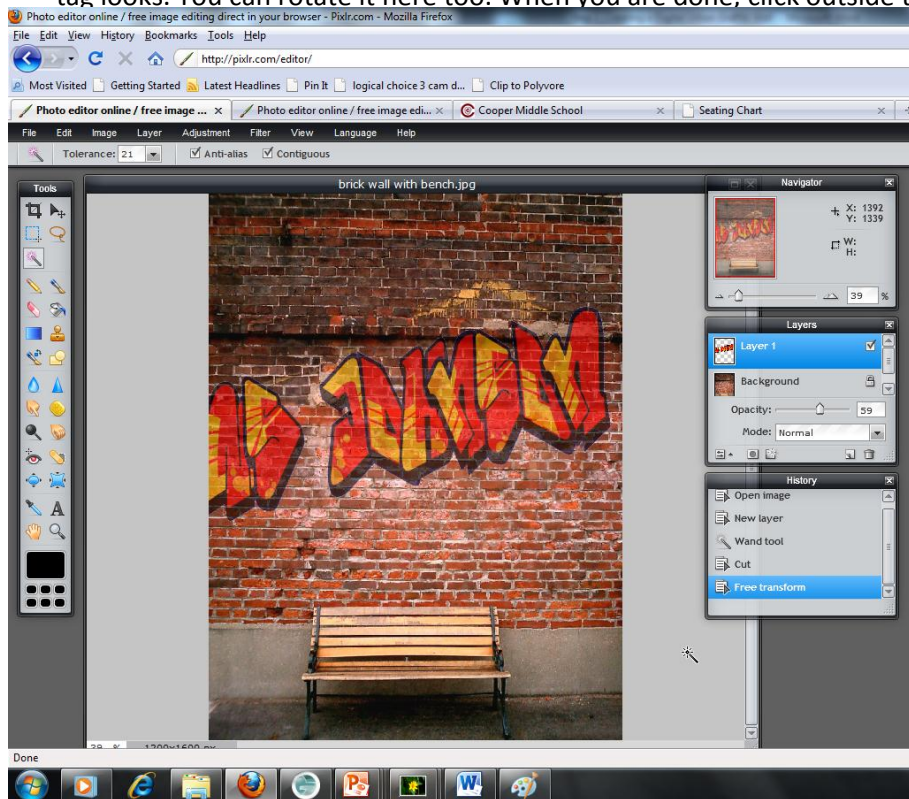 tag looks. You can rotate it here too. When you are done, click outside t
Photo editor online / free image editing direct in your browser - Pixlr.com - Mozilla Firefox
File Edit View History Bookmarks Tools Help
http://pixlr.com/editor/
Most Visited Getting Started Latest Headlines Pin It logical choice 3 cam d... Clip to Polyvore
Photo editor online / free image ... Photo editor online / free image edi... Cooper Middle School Seating Chart
File Edit Image Layer Adjustment Filter View Language Help
Tolerance: 21 Anti-alias Contiguous
Tools
brick wall with bench.jpg
Navigator
X: 1392
Y: 1339
W:
H:
39 %
Layers
Layer 1
Background
Opacity: 59
Mode: Normal
History
Open image
New layer
Wand tool
Cut
Free transform
39 % 1200x1600 px
Done